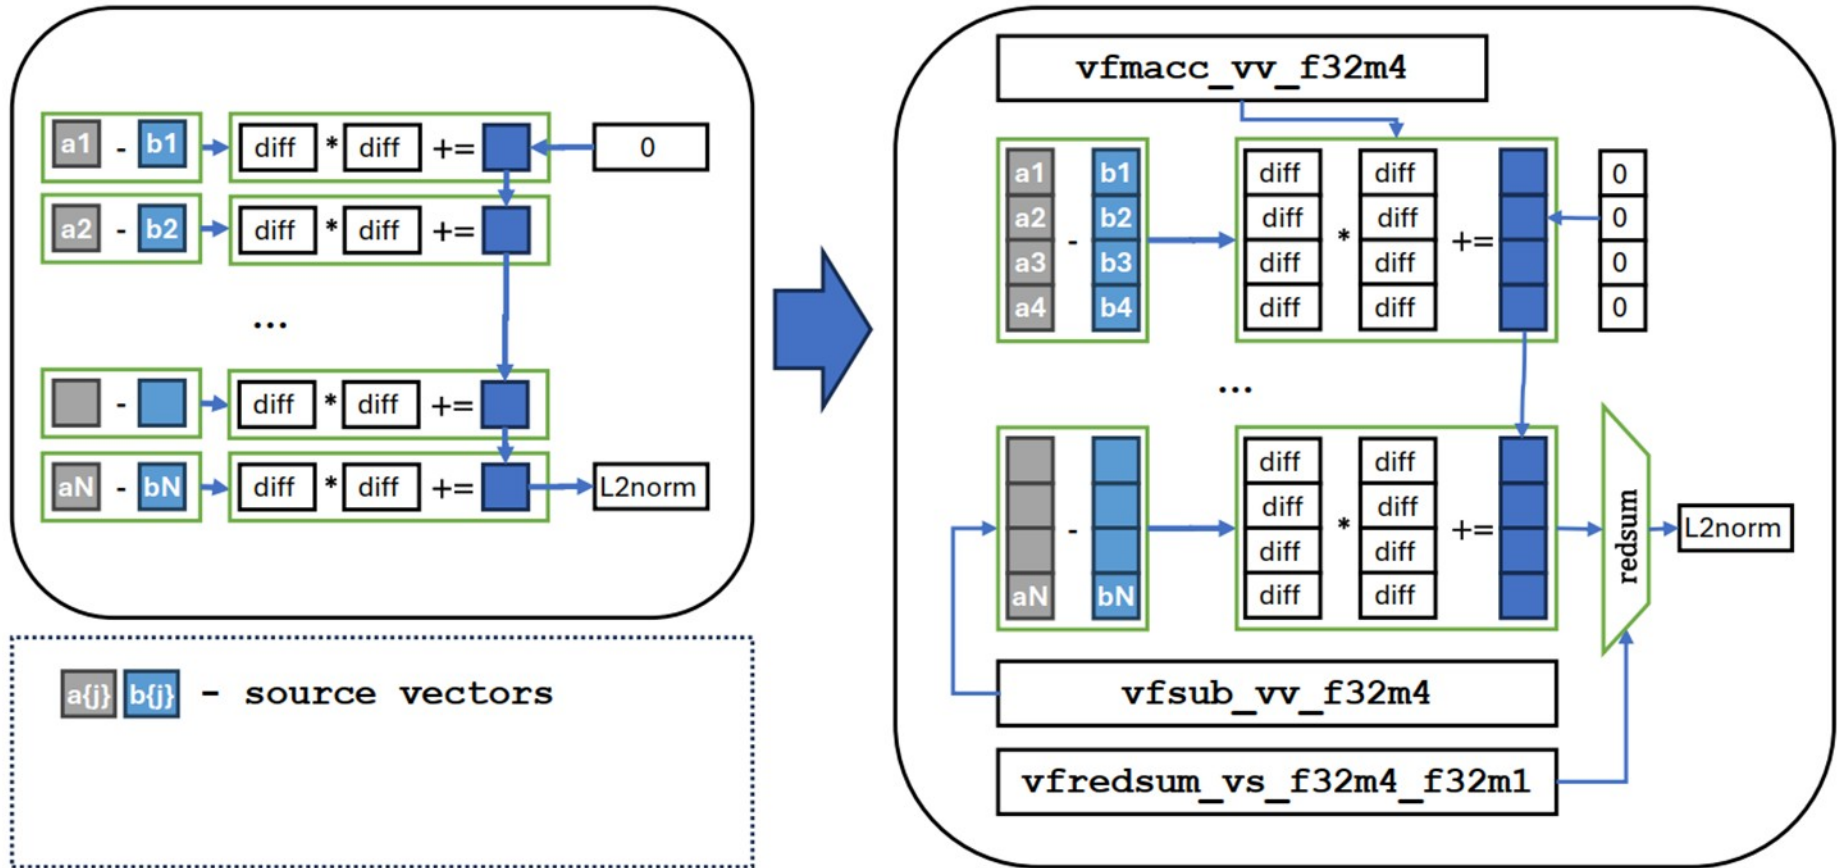 a1 - b1 diff * diff += 0
a2 - b2 diff * diff +=
...
- diff * diff +=
aN - bN diff * diff += L2norm
a{j} b{j} - source vectors
vfmacc_vv_f32m4
a1 b1 diff diff 0
a2 b2 diff diff 0
- * +=
a3 b3 diff diff 0
a4 b4 diff diff 0
...
diff diff
diff diff
- * += redsum L2norm
diff diff
aN bN diff diff
vfsub_vv_f32m4
vfredsum_vs_f32m4_f32m1